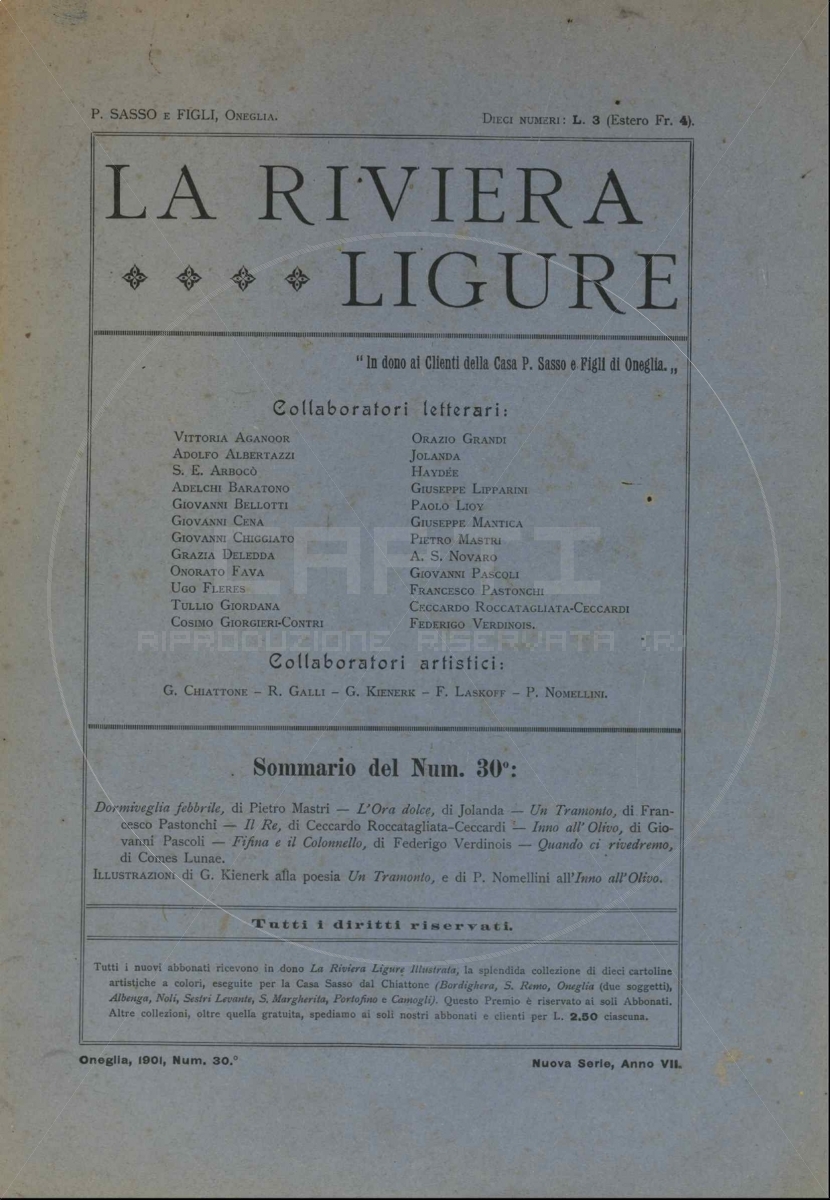 P. SASSO E FIGLI, ONEGLIA.
DIECI NUMERI: L. 3 (Estero Fr. 4).
LA RIVIERA
LIGURE
“ In dono ai Clienti della Casa P. Sasso e Figli di Oneglia. „
Collaboratori letterari:
VITTORIA AGANOOR
ADOLFO ALBERTAZZI
S. E. ARBOCÒ
ADELCHI BARATONO
GIOVANNI BELLOTTI
GIOVANNI CENA
GIOVANNI CHIGGIATO
GRAZIA DELEDDA
ONORATO FAVA
UGO FLERES
TULLIO GIORDANA
COSIMO GIORGIERI-CONTRI
ORAZIO GRANDI
JOLANDA
HAYDÉE
GIUSEPPE LIPPARINI
PAOLO LIOY
GIUSEPPE MANTICA
PIETRO MASTRI
A. S. NOVARO
GIOVANNI PASCOLI
FRANCESCO PASTONCHI
CECCARDO ROCCATAGLIATA-CECCARDI
FEDERIGO VERDINOIS.
RIPRODUZIONE RISERVATA (R)
Collaboratori artistici:
G. CHIATTONE – R. GALLI – G. KIENERK – F. LASKOFF – P. NOMELLINI.
Sommario del Num. 30º:
Dormiveglia febbrile, di Pietro Mastri — L'Ora dolce, di Jolanda — Un Tramonto, di Fran-
cesco Pastonchi — Il Re, di Ceccardo Roccatagliata-Ceccardi — Inno all'Olivo, di Gio-
vanni Pascoli — Fifina e il Colonnello, di Federigo Verdinois — Quando ci rivedremo,
di Comes Lunae.
ILLUSTRAZIONI di G. Kienerk alla poesia Un Tramonto, e di P. Nomellini all'Inno all'Olivo.
Tutti i diritti riservati.
Tutti i nuovi abbonati ricevono in dono La Riviera Ligure Illustrata, la splendida collezione di dieci cartoline
artistiche a colori, eseguite per la Casa Sasso dal Chiattone (Bordighera, S. Remo, Oneglia (due soggetti),
Albenga, Noli, Sestri Levante, S. Margherita, Portofino e Camogli). Questo Premio è riservato ai soli Abbonati.
Altre collezioni, oltre quella gratuita, spediamo ai soli nostri abbonati e clienti per L. 2.50 ciascuna.
Oneglia, 1901, Num. 30.º
Nuova Serie, Anno VII.